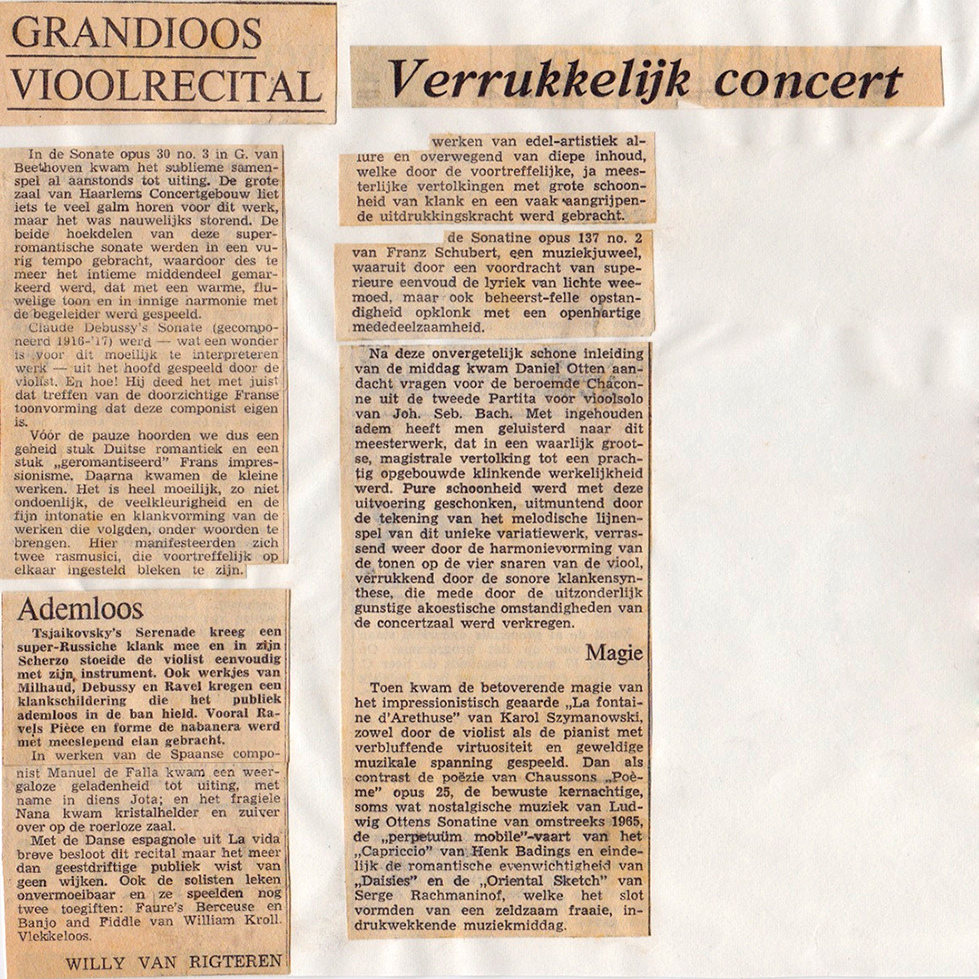 GRANDIOOS
VIOOLRECITAL
In de Sonate opus 30 no. 3 in G. van
Beethoven kwam het sublieme samen-
spel al aanstonds tot uiting. De grote
zaal van Haarlems Concertgebouw liet
iets te veel galm horen voor dit werk,
maar het was nauwelijks storend. De
beide hoekdelen van deze super-
romantische sonate werden in een vu-
rig tempo gebracht, waardoor des te
meer het intieme middendeel gemar-
keerd werd, dat met een warme, flu-
welige toon en in innige narmonie met
de begeleider werd gespeeld.
Claude Debussy's Sonate (gecompo-
neerd 1916-'17) werd — wat een wonder
is voor dit moeilijk te interpreteren
werk — uit het hoofd gespeeld door de
violist. En hoe! Hij deed het met juist
dat treffen van de doorzichtige Franse
toonvorming dat deze componist eigen
is.
Vóór de pauze hoorden we dus een
geheid stuk Duitse romantiek en een
stuk „geromantiseerd” Frans impres-
sionisme. Daarna kwamen de kleine
werken. Het is heel moeilijk, zo niet
ondoenlijk, de veelkleurigheid en de
fijn intonatie en klankvorming van de
werken die volgden, onder woorden te
brengen. Hier manifesteerden zich
twee rasmusici, die voortreffelijk op
elkaar ingesteld bleken te zijn.
Ademloos
Tsjaikovsky's Serenade kreeg een
super-Russiche klank mee en in zijn
Scherzo stoeide de violist eenvoudig
met zijn instrument. Ook werkjes van
Milhaud, Debussy en Ravel kregen een
klankschildering die het publiek
ademloos in de ban hield. Vooral Ra-
vels Pièce en forme de habanera werd
met meeslepend elan gebracht.
In werken van de Spaanse compo-
nist Manuel de Falla kwam een weer-
galoze geladenheid tot uiting, met
name in diens Jota; en het fragiele
Nana kwam kristalhelder en zuiver
over op de roerloze zaal.
Met de Danse espagnole uit La vida
breve besloot dit recital maar het meer
dan geestdriftige publiek wist van
geen wijken. Ook de solisten leken
onvermoeibaar en ze speelden nog
twee toegiften: Faure's Berceuse en
Banjo and Fiddle van William Kroll.
Vlekkeloos.
WILLY VAN RIGTEREN
Verrukkelijk concert
werken van edel-artistiek al-
lure en overwegend van diepe inhoud,
welke door de voortreffelijke, ja mees-
terlijke vertolkingen met grote schoon-
heid van klank en een vaak aangrijpen-
de uitdrukkingskracht werd gebracht.
de Sonatine opus 137 no. 2
van Franz Schubert, een muziekjuweel,
waaruit door een voordracht van supe-
rieure eenvoud de lyriek van lichte wee-
moed, maar ook beheerst-felle opstan-
digheid opklonk met een openhartige
mededeelzaamheid.
Na deze onvergetelijk schone inleiding
van de middag kwam Daniel Otten aan-
dacht vragen voor de beroemde Chacon-
ne uit de tweede Partita voor vioolsolo
van Joh. Seb. Bach. Met ingehouden
adem heeft men geluisterd naar dit
meesterwerk, dat in een waarlijk groot-
se, magistrale vertolking tot een prach-
tig opgebouwde klinkende werkelijkheid
werd. Pure schoonheid werd met deze
uitvoering geschonken, uitmuntend door
de tekening van het melodische lijnen-
spel van dit unieke variatiewerk, verras-
send weer door de harmonievorming van
de tonen op de vier snaren van de viool,
verrukkend door de sonore klankensyn-
these, die mede door de uitzonderlijk
gunstige akoestische omstandigheden van
de concertzaal werd verkregen.
Magie
Toen kwam de betoverende magie van
het impressionistisch geaarde „La fontai-
ne d'Arethuse” van Karol Szymanowski,
zowel door de violist als de pianist met
verbluffende virtuositeit en geweldige
muzikale spanning gespeeld. Dan als
contrast de poëzie van Chaussons „Poè-
me” opus 25, de bewuste kernachtige,
soms wat nostalgische muziek van Lud-
wig Ottens Sonatine van omstreeks 1965,
de „perpetuüm mobile”-vaart van het
„Capriccio” van Henk Badings en einde-
lijk de romantische evenwichtigheid van
„Daisies” en de „Oriental Sketch” van
Serge Rachmaninof, welke het slot
vormden van een zeldzaam fraaie, in-
drukwekkende muziekmiddag.